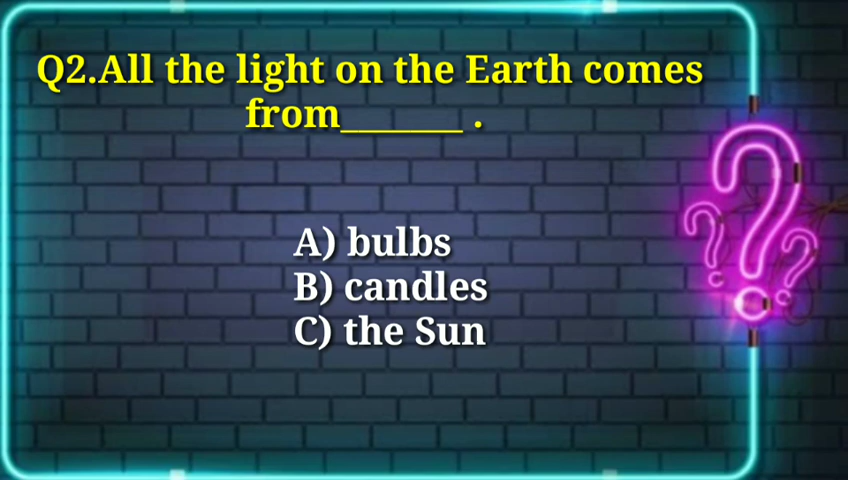 Q2.All the light on the Earth comes
from_______ .
A) bulbs
B) candles
C) the Sun